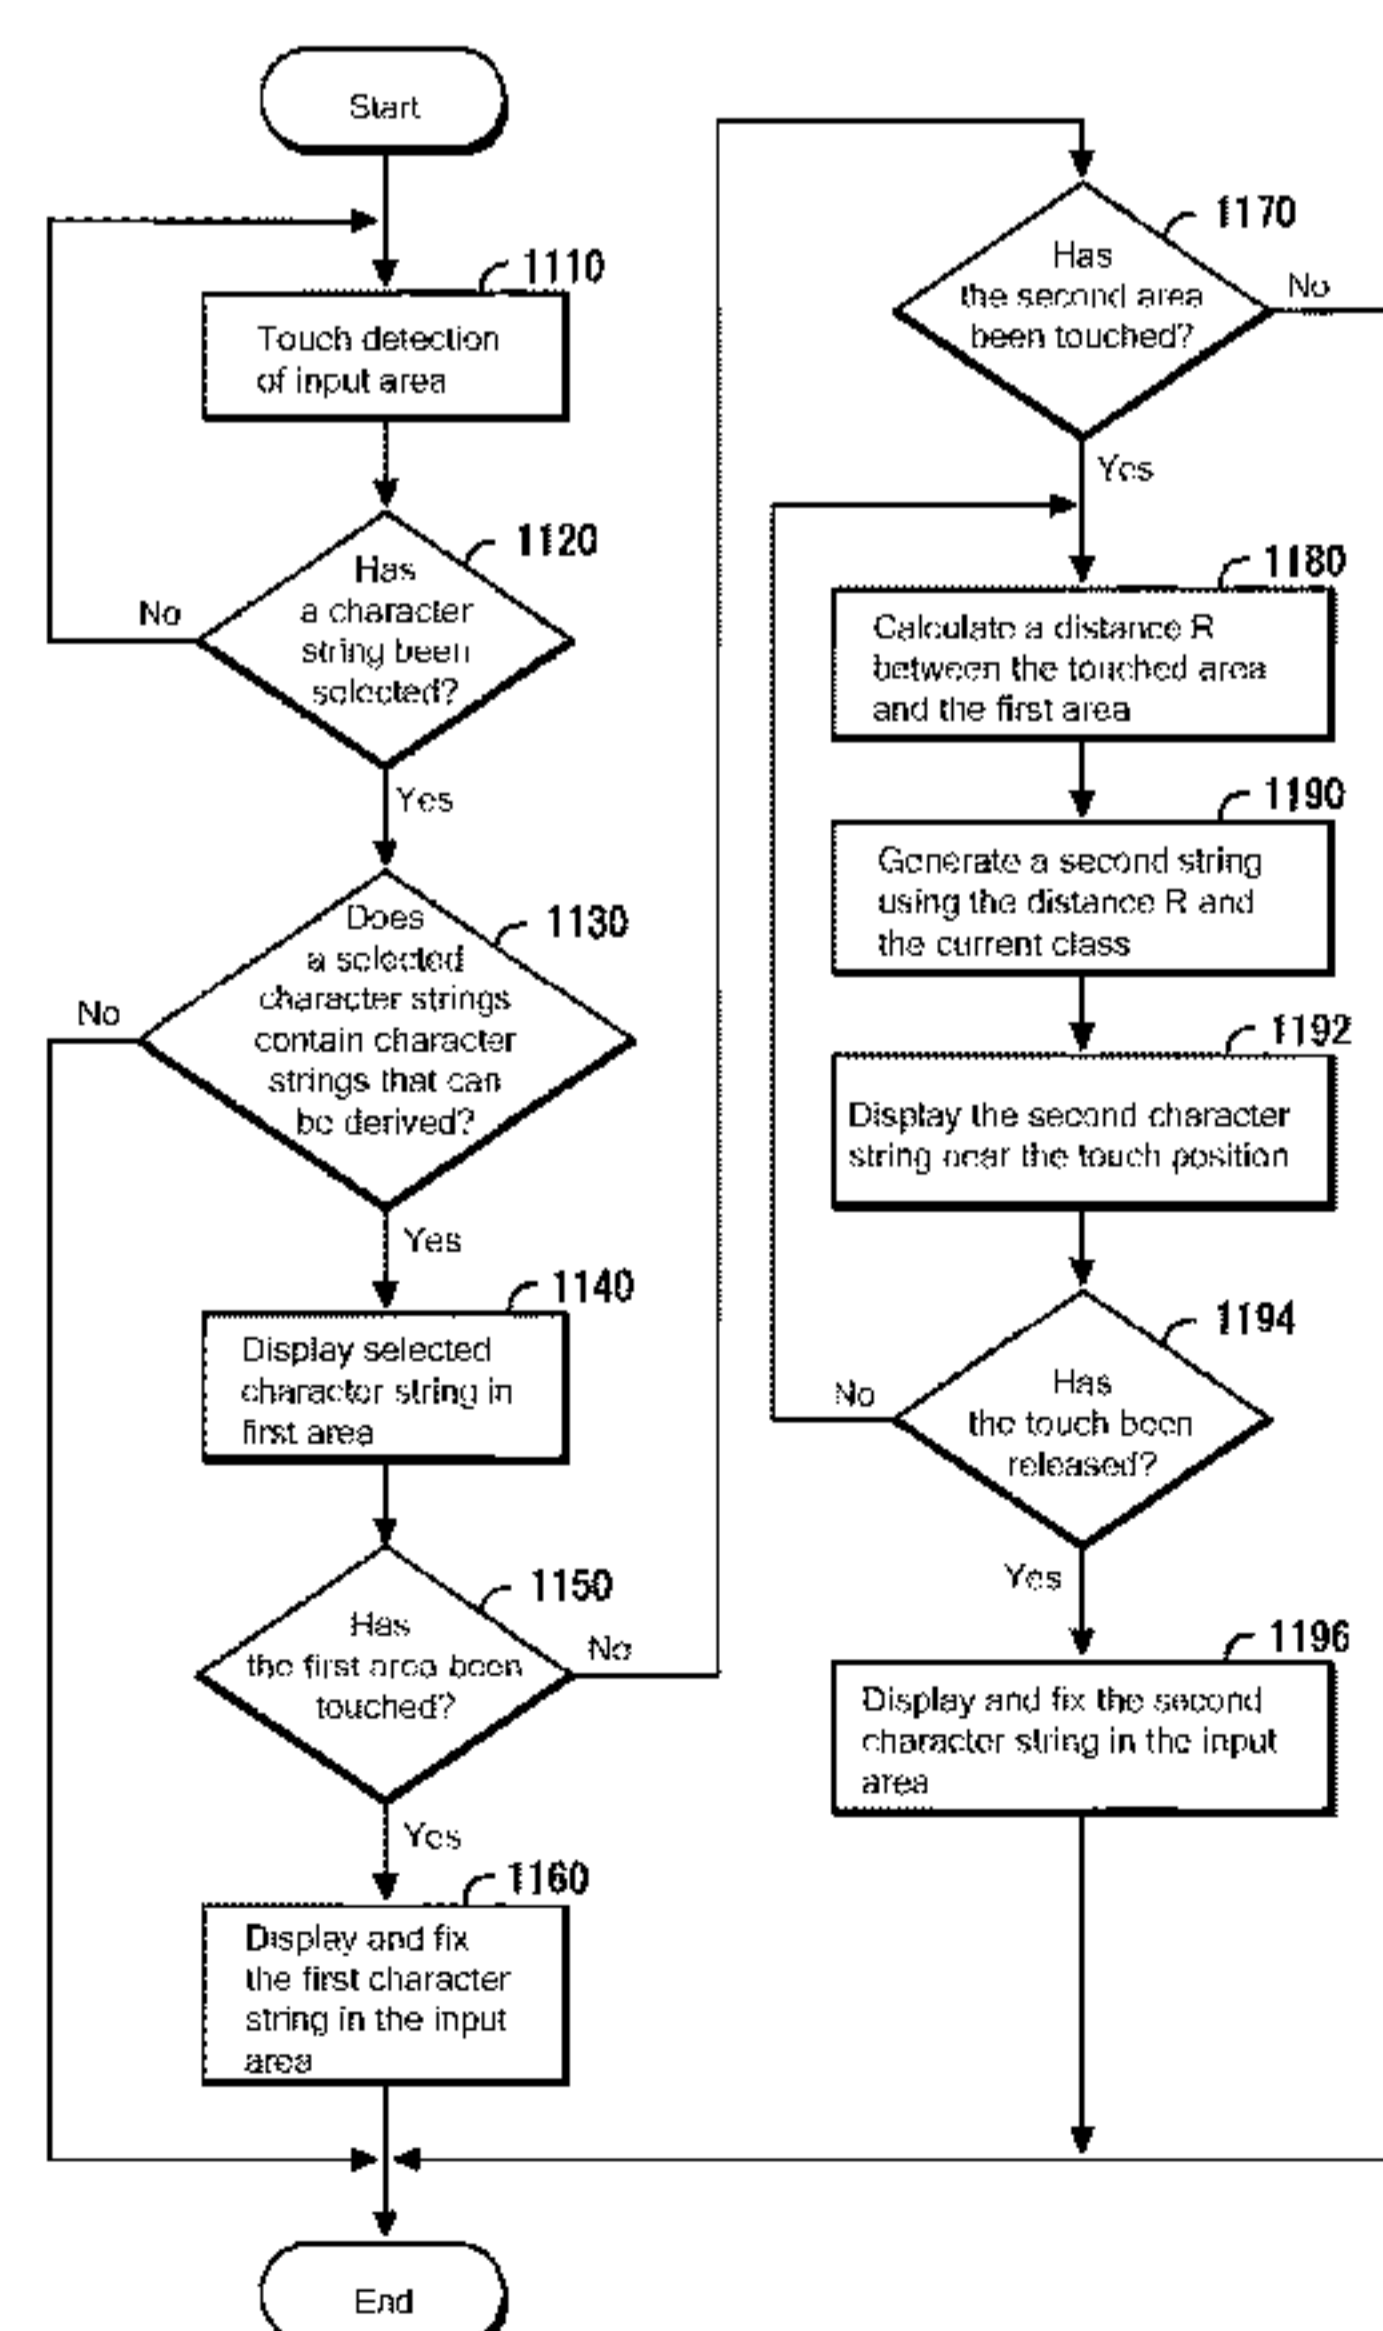 Start
1110
Touch detection
of input area
1120
Has
a character
string been
selected?
No
Yes
1130
Does
a selected
character strings
contain character
strings that can
be derived?
No
Yes
1140
Display selected
character string in
first area
1150
Has
the first area been
touched?
No
Yes
1160
Display and fix
the first character
string in the input
area
End
1170
Has
the second area
been touched?
No
Yes
1180
Calculate a distance R
between the touched area
and the first area
1190
Generate a second string
using the distance R and
the current class
1192
Display the second character
string near the touch position
1194
Has
the touch been
released?
No
Yes
1196
Display and fix the second
character string in the input
area